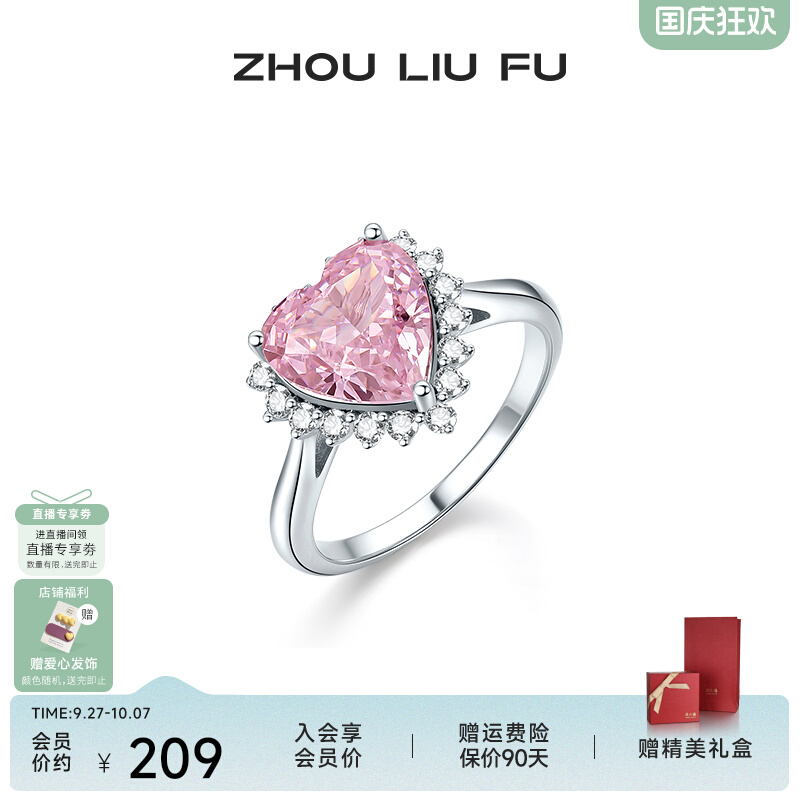 国庆狂欢
ZHOU LIU FU
直播专享券
进直播间领
直播专享券
数量有限,送完即止
店铺福利
赠
赠爱心发饰
颜色随机,送完即止
TIME:9.27-10.07
会员
价约
¥ 209
入会享
会员价
赠运费险
保价90天
赠精美礼盒